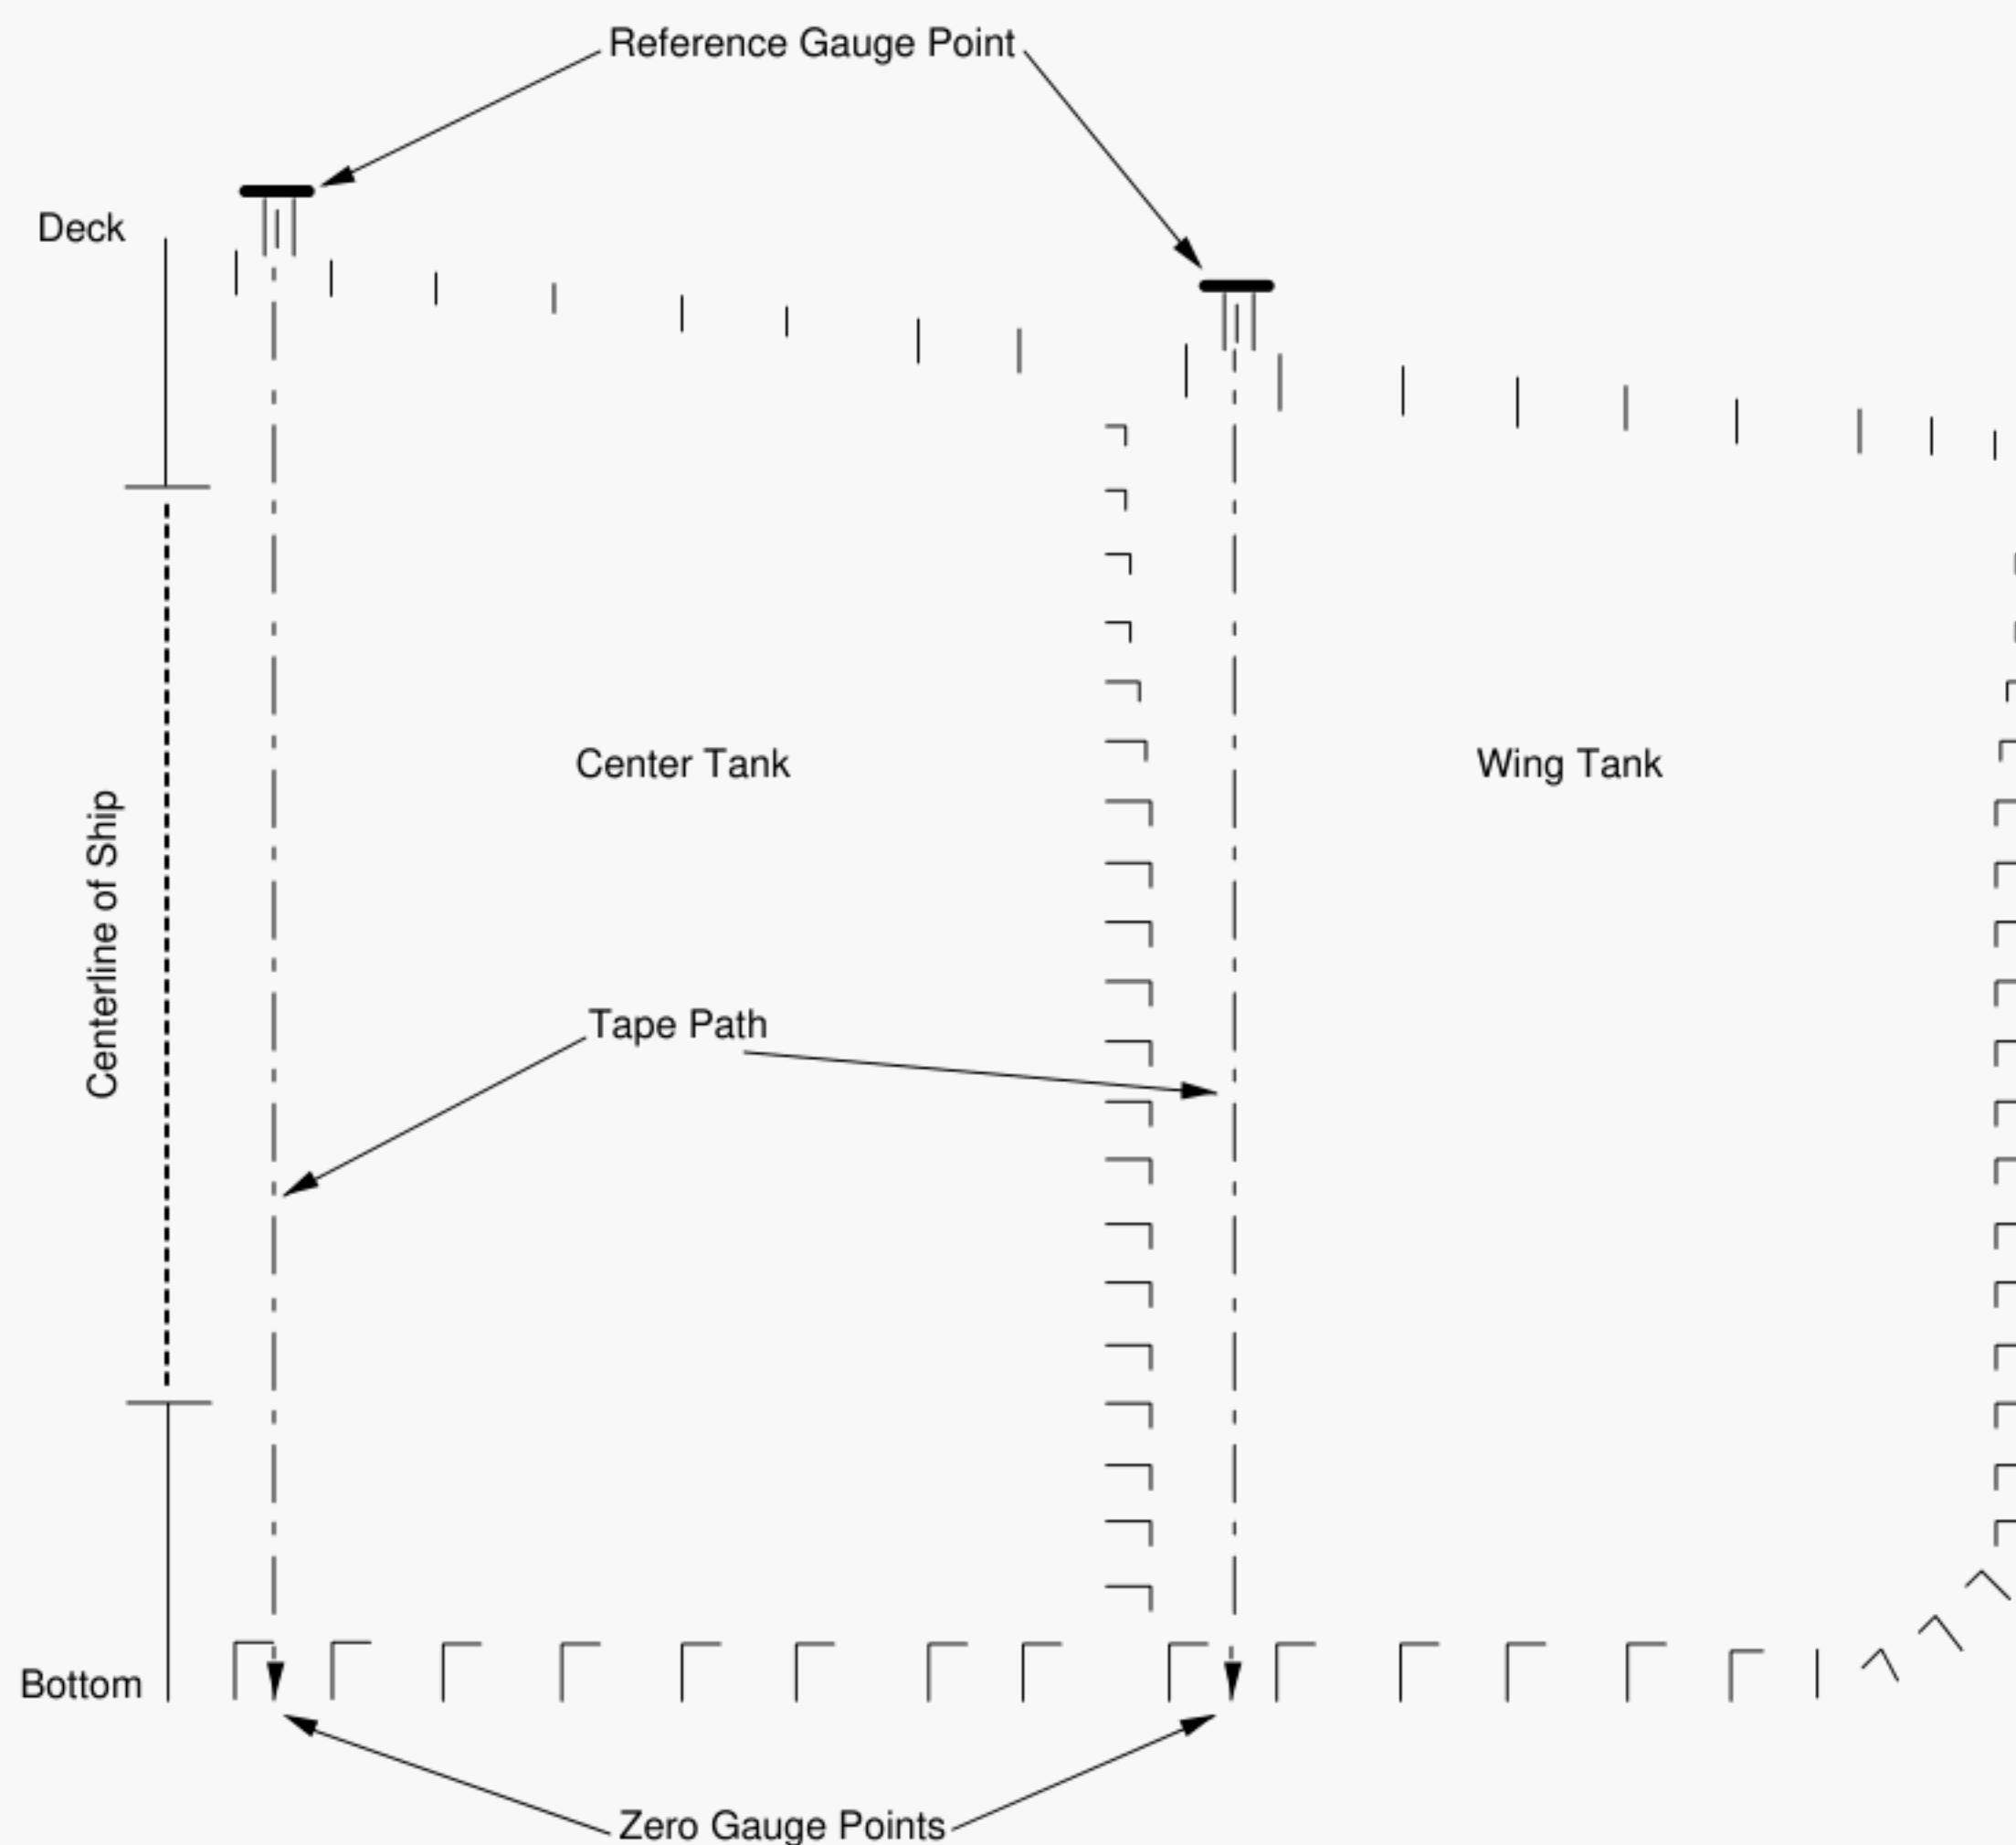 Reference Gauge Point
Deck
Center Tank
Wing Tank
Centerline of Ship
Tape Path
Bottom
Zero Gauge Points